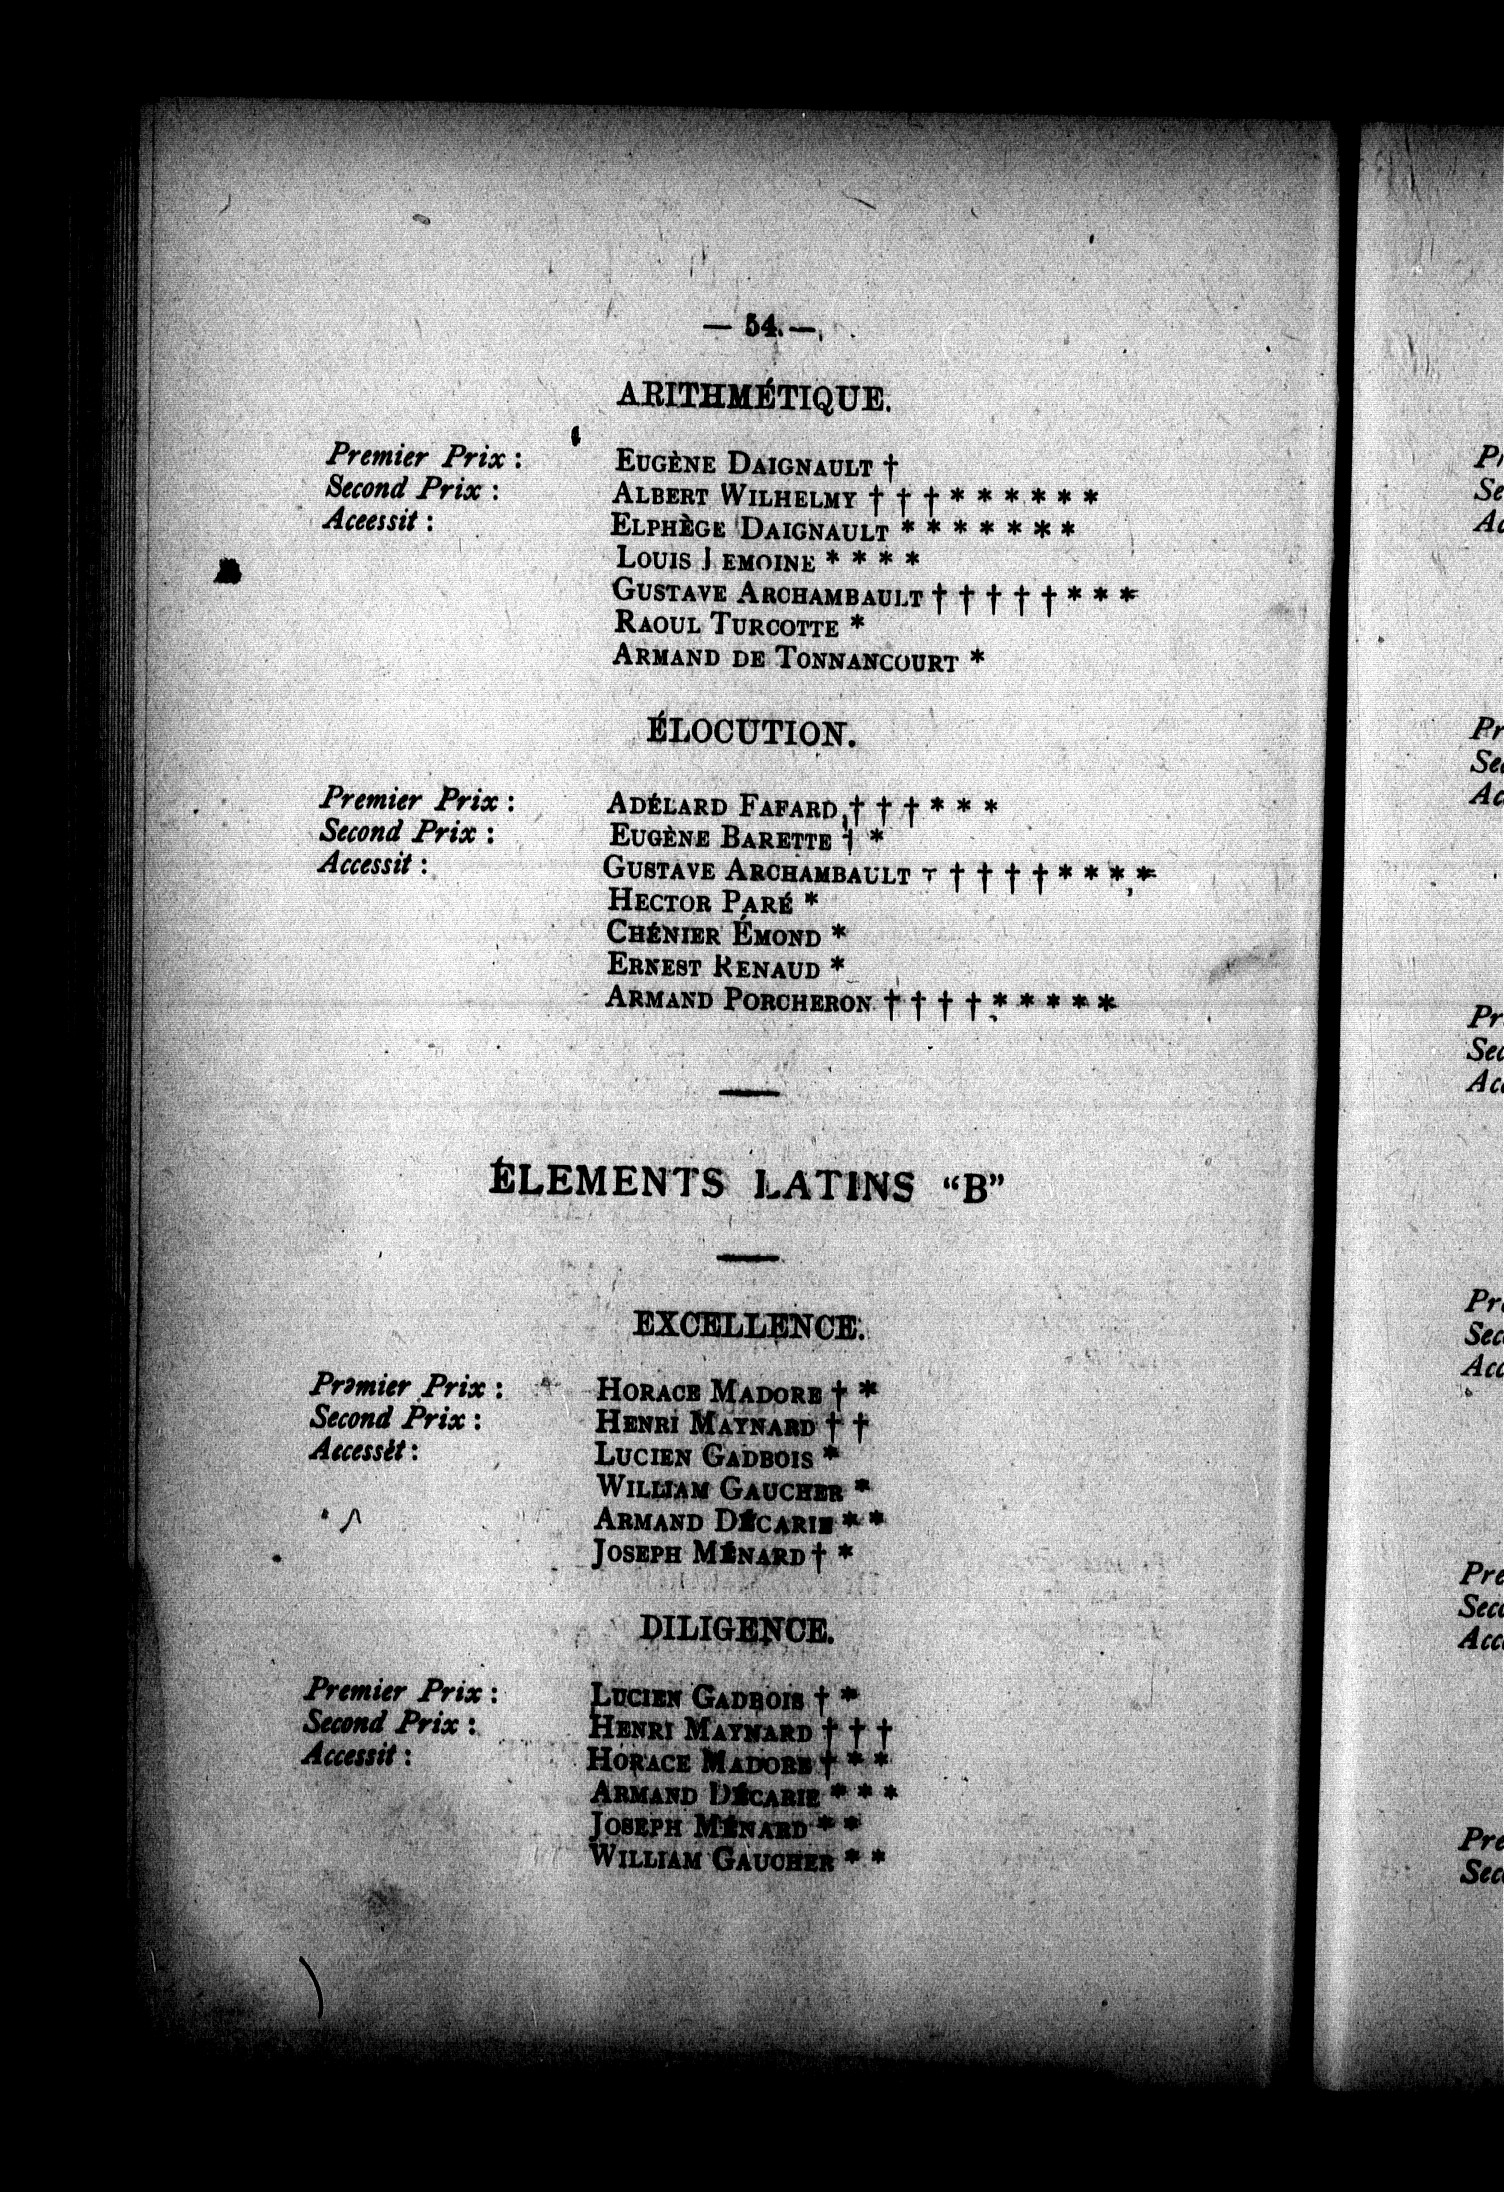 — 54 —
ARITHMÉTIQUE.
Premier Prix : EUGÈNE DAIGNAULT †
Second Prix : ALBERT WILHELMY † † † * * * * * *
Aceessit : ELPHÈGE DAIGNAULT * * * * * * *
LOUIS LEMOINE * * * *
GUSTAVE ARCHAMBAULT † † † † † * * *
RAOUL TURCOTTE *
ARMAND DE TONNANCOURT *
ÉLOCUTION.
Premier Prix : ADÉLARD FAFARD † † † * * *
Second Prix : EUGÈNE BARETTE † *
Accessit : GUSTAVE ARCHAMBAULT † † † † † * * * *
HECTOR PARÉ *
CHÉNIER ÉMOND *
ERNEST RENAUD *
ARMAND PORCHERON † † † † * * * * *
ÉLEMENTS LATINS “B”
EXCELLENCE.
Premier Prix : HORACE MADORE † *
Second Prix : HENRI MAYNARD † †
Accessit : LUCIEN GADBOIS *
WILLIAM GAUCHER *
ARMAND DÉCARIE * *
JOSEPH MÉNARD † *
DILIGENCE.
Premier Prix : LUCIEN GADBOIS † *
Second Prix : HENRI MAYNARD † † †
Accessit : HORACE MADORE † * *
ARMAND DÉCARIE * * *
JOSEPH MÉNARD * *
WILLIAM GAUCHER * *